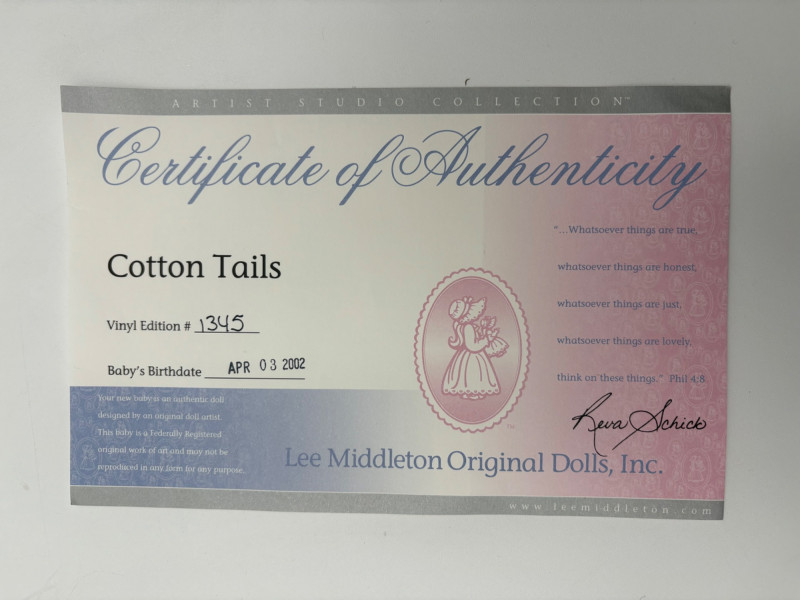 ARTIST STUDIO COLLECTION™
Certificate of Authenticity
"...Whatsoever things are true,
whatsoever things are honest,
whatsoever things are just,
whatsoever things are lovely,
think on these things." Phil 4:8
Cotton Tails
Vinyl Edition # 1345
Baby's Birthdate APR 03 2002
Your new baby is an authentic doll
designed by an original doll artist.
This baby is a Federally Registered
original work of art and may not be
reproduced in any form for any purpose.
™
Reva Schick
Lee Middleton Original Dolls, Inc.
www.leemiddleton.com